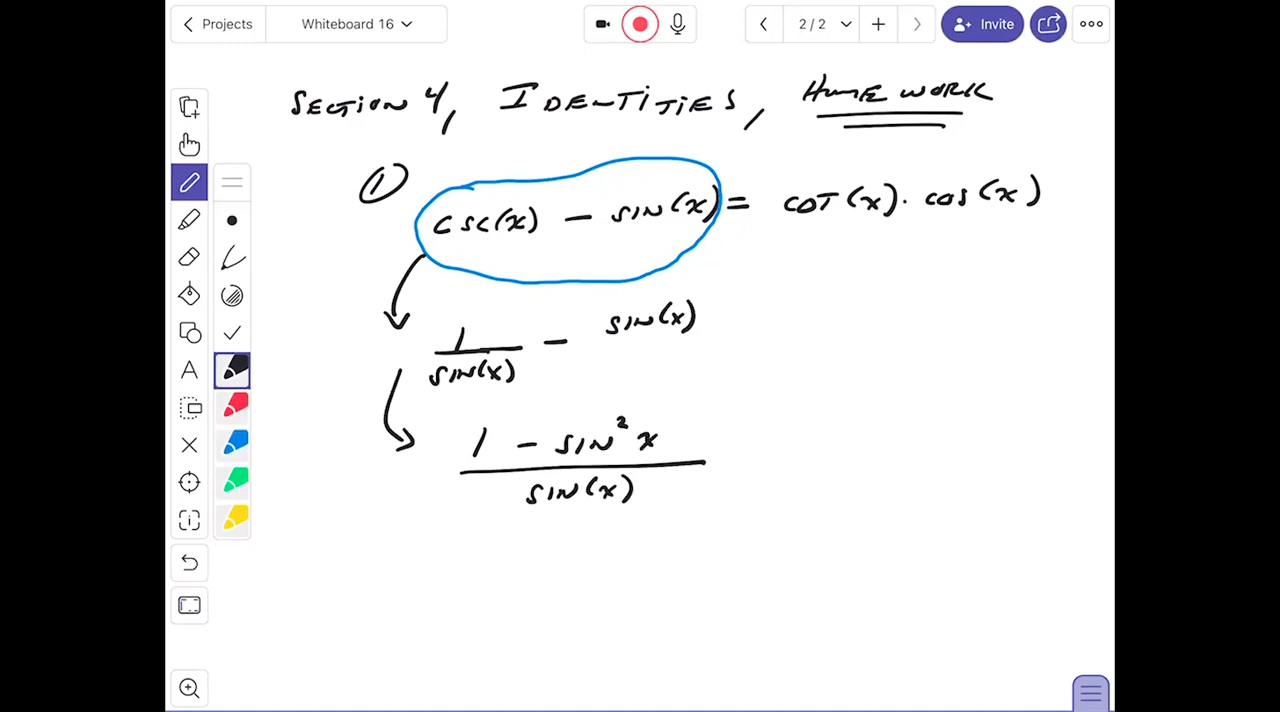 Projects
Whiteboard 16
2 / 2
Invite
SECTION 4, IDENTITIES, HOMEWORK
① csc(x) - sin(x) = cot(x) · cos(x)
1/sin(x) - sin(x)
1 - sin² x
sin(x)
A